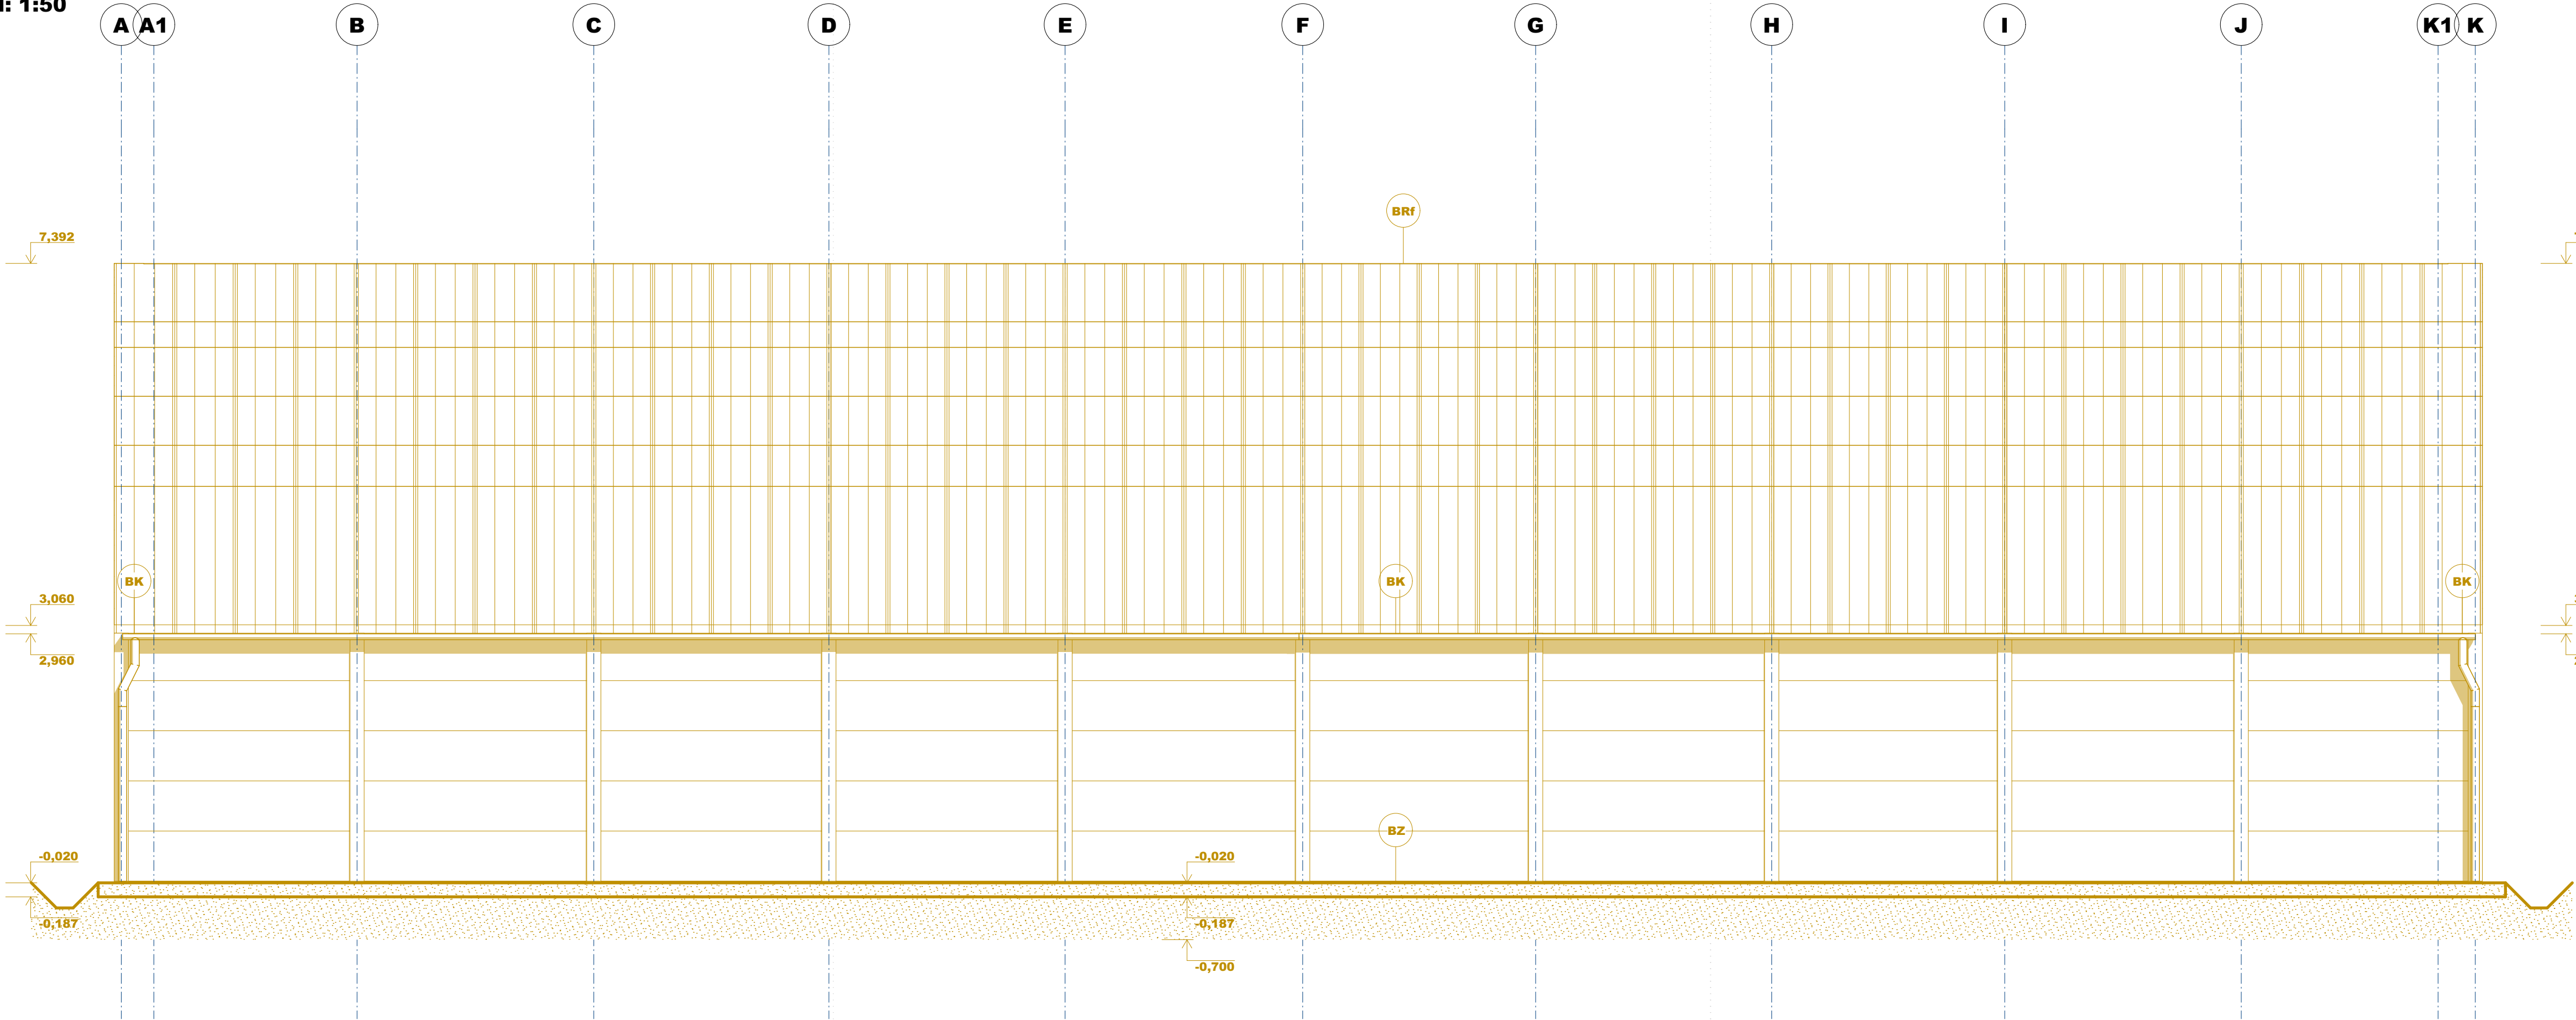 : 1:50
A A1 B C D E F G H I J K1 K
BRf
7,392
BK BK BK
3,060
2,960
BZ
-0,020 -0,020
-0,187 -0,187
-0,700